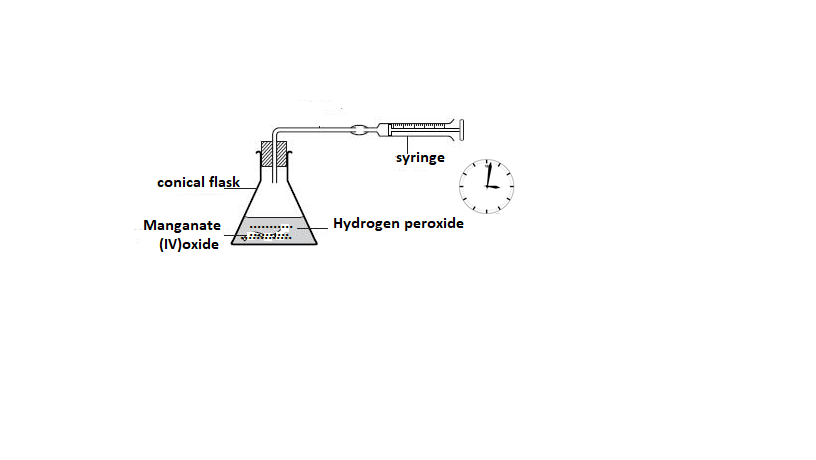 syringe
conical flask
Manganate
(IV)oxide
Hydrogen peroxide